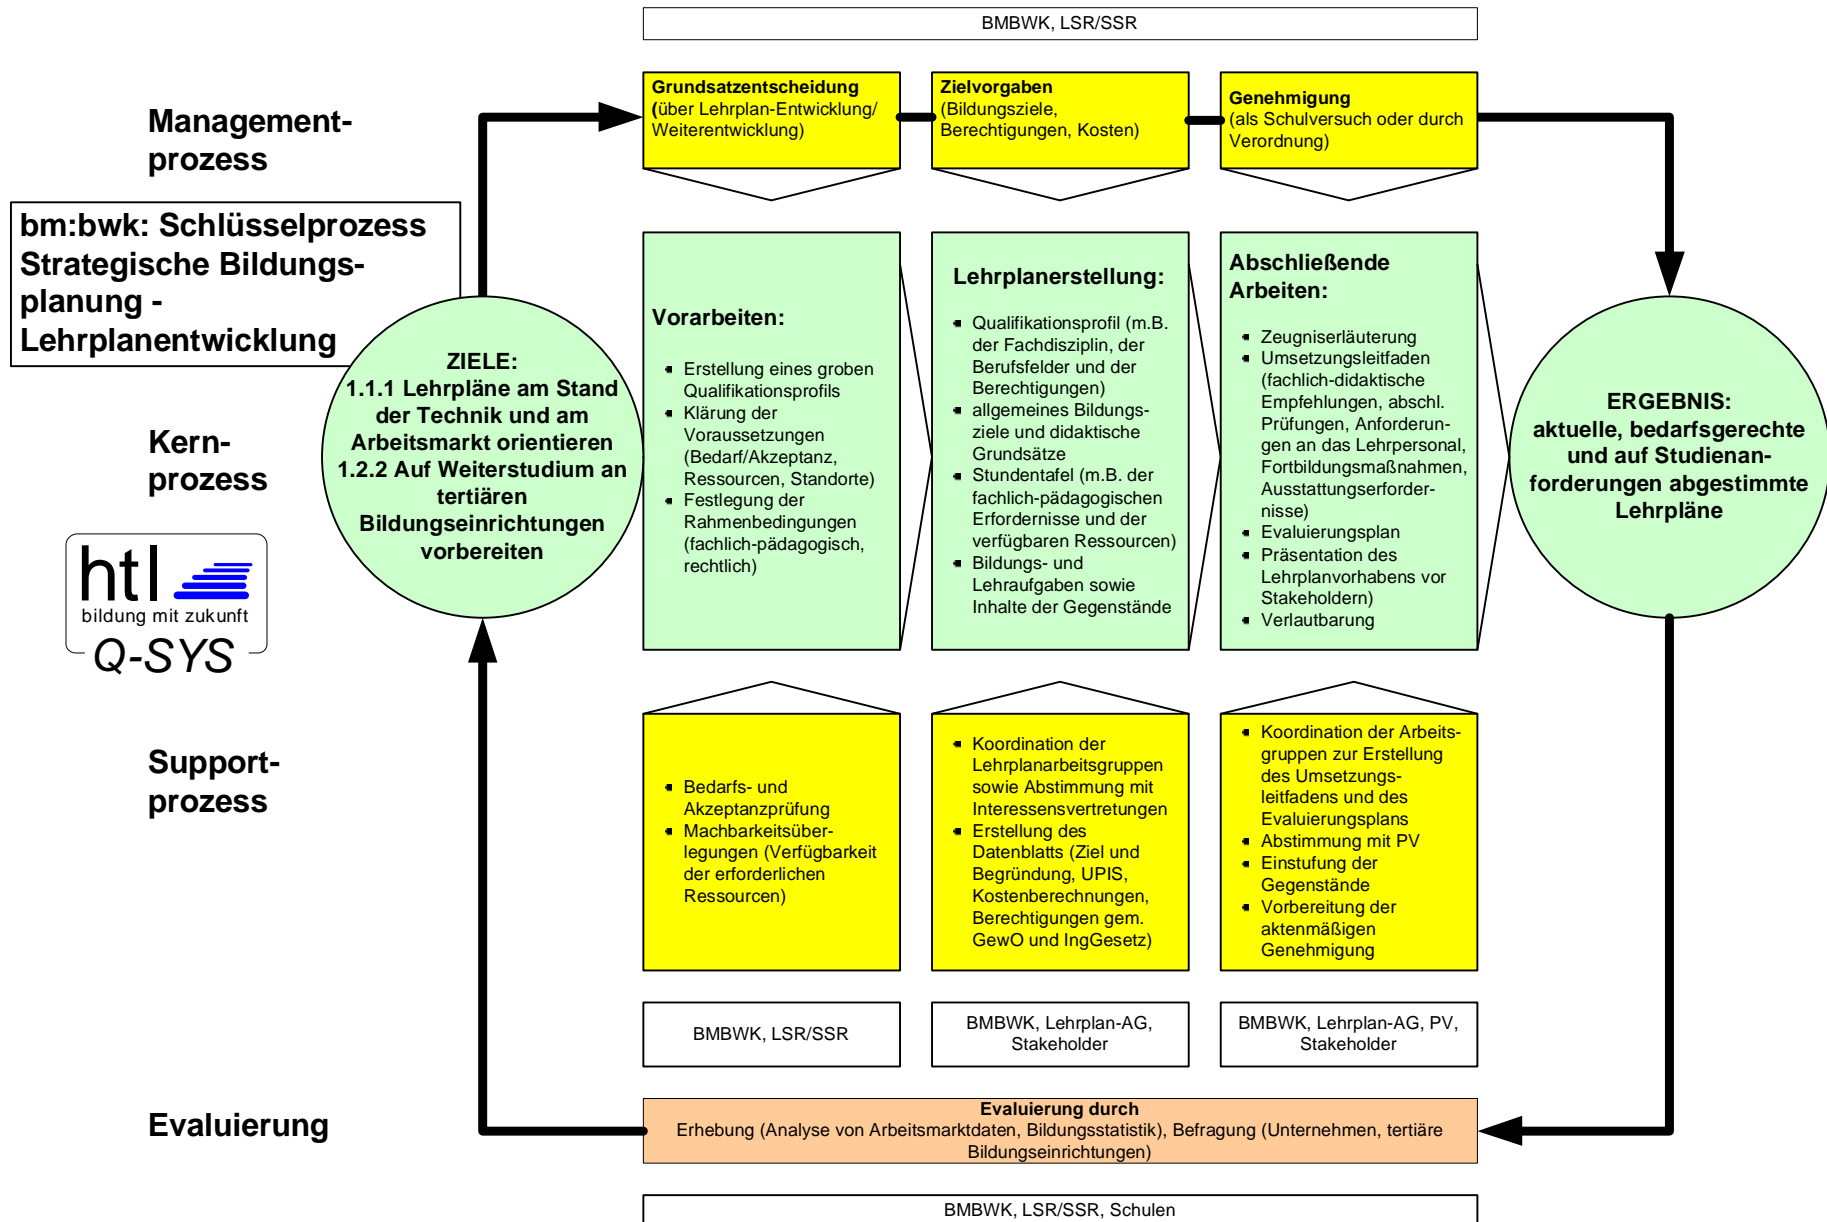 BMBWK, LSR/SSR
Management-
prozess
Grundsatzentscheidung
(über Lehrplan-Entwicklung/
Weiterentwicklung)
Zielvorgaben
(Bildungsziele,
Berechtigungen, Kosten)
Genehmigung
(als Schulversuch oder durch
Verordnung)
bm:bwk: Schlüsselprozess
Strategische Bildungs-
planung -
Lehrplanentwicklung
Kern-
prozess
ZIELE:
1.1.1 Lehrpläne am Stand
der Technik und am
Arbeitsmarkt orientieren
1.2.2 Auf Weiterstudium an
tertiären
Bildungseinrichtungen
vorbereiten
Vorarbeiten:
Erstellung eines groben
Qualifikationsprofils
Klärung der
Voraussetzungen
(Bedarf/Akzeptanz,
Ressourcen, Standorte)
Festlegung der
Rahmenbedingungen
(fachlich-pädagogisch,
rechtlich)
Lehrplanerstellung:
Qualifikationsprofil (m.B.
der Fachdisziplin, der
Berufsfelder und der
Berechtigungen)
allgemeines Bildungs-
ziele und didaktische
Grundsätze
Stundentafel (m.B. der
fachlich-pädagogischen
Erfordernisse und der
verfügbaren Ressourcen)
Bildungs- und
Lehraufgaben sowie
Inhalte der Gegenstände
Abschließende
Arbeiten:
Zeugniserläuterung
Umsetzungsleitfaden
(fachlich-didaktische
Empfehlungen, abschl.
Prüfungen, Anforderun-
gen an das Lehrpersonal,
Fortbildungsmaßnahmen,
Ausstattungserforder-
nisse)
Evaluierungsplan
Präsentation des
Lehrplanvorhabens vor
Stakeholdern)
Verlautbarung
ERGEBNIS:
aktuelle, bedarfsgerechte
und auf Studienan-
forderungen abgestimmte
Lehrpläne
htl
bildung mit zukunft
Q-SYS
Support-
prozess
Bedarfs- und
Akzeptanzprüfung
Machbarkeitsüber-
legungen (Verfügbarkeit
der erforderlichen
Ressourcen)
Koordination der
Lehrplanarbeitsgruppen
sowie Abstimmung mit
Interessensvertretungen
Erstellung des
Datenblatts (Ziel und
Begründung, UPIS,
Kostenberechnungen,
Berechtigungen gem.
GewO und IngGesetz)
Koordination der Arbeits-
gruppen zur Erstellung
des Umsetzungs-
leitfadens und des
Evaluierungsplans
Abstimmung mit PV
Einstufung der
Gegenstände
Vorbereitung der
aktenmäßigen
Genehmigung
BMBWK, LSR/SSR
BMBWK, Lehrplan-AG,
Stakeholder
BMBWK, Lehrplan-AG, PV,
Stakeholder
Evaluierung
Evaluierung durch
Erhebung (Analyse von Arbeitsmarktdaten, Bildungsstatistik), Befragung (Unternehmen, tertiäre
Bildungseinrichtungen)
BMBWK, LSR/SSR, Schulen